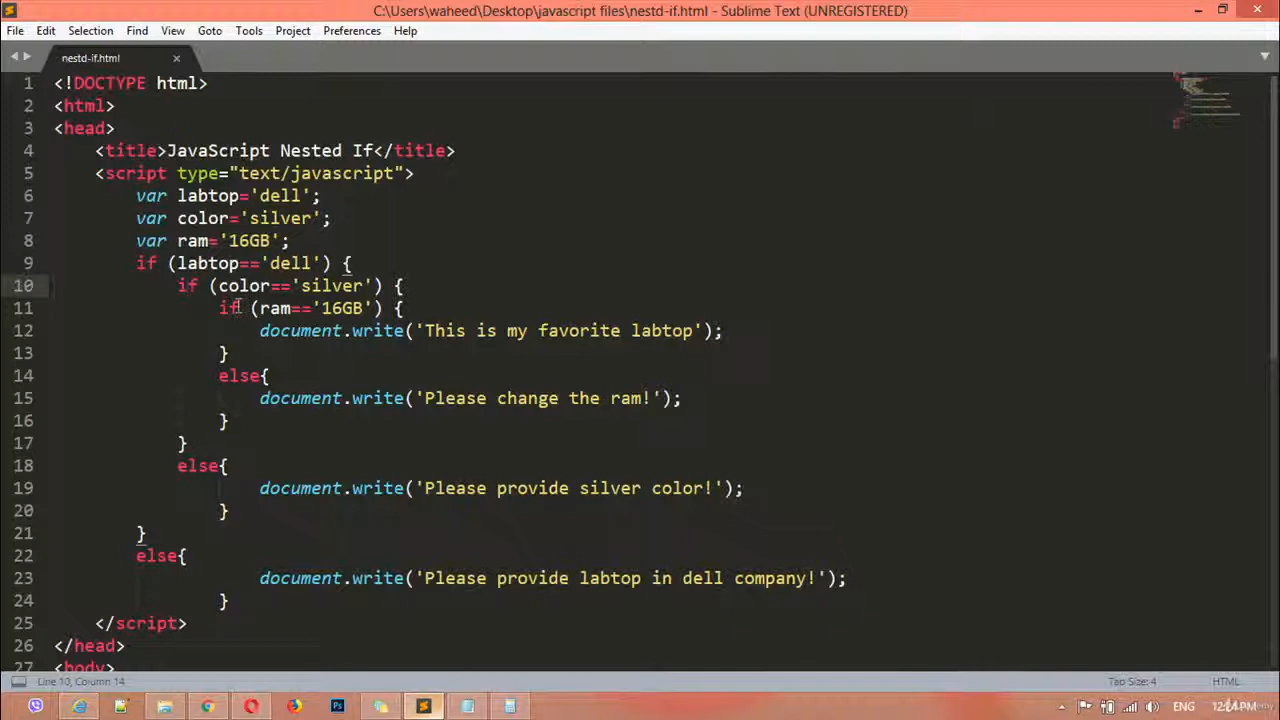 C:\Users\waheed\Desktop\javascript files\nestd-if.html - Sublime Text (UNREGISTERED)
File Edit Selection Find View Goto Tools Project Preferences Help
nestd-if.html
1 <!DOCTYPE html>
2 <html>
3 <head>
4 <title>JavaScript Nested If</title>
5 <script type="text/javascript">
6 var labtop='dell';
7 var color='silver';
8 var ram='16GB';
9 if (labtop=='dell') {
10 if (color=='silver') {
11 if (ram=='16GB') {
12 document.write('This is my favorite labtop');
13 }
14 else{
15 document.write('Please change the ram!');
16 }
17 }
18 else{
19 document.write('Please provide silver color!');
20 }
21 }
22 else{
23 document.write('Please provide labtop in dell company!');
24 }
25 </script>
26 </head>
27 <body>
Line 10, Column 14 Tab Size: 4 HTML
Ps ENG